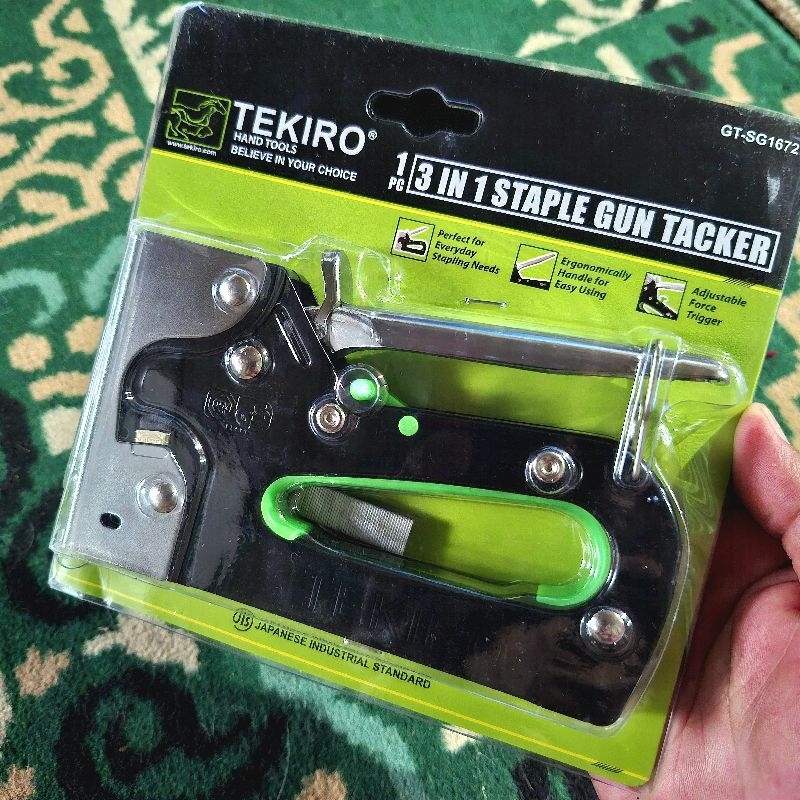 TEKIRO®
HAND TOOLS
BELIEVE IN YOUR CHOICE
www.tekiro.com
GT-SG1672
1 PC
3 IN 1 STAPLE GUN TACKER
Perfect for
Everyday
Stapling Needs
Ergonomically
Handle for
Easy Using
Adjustable
Force
Trigger
TEKIRO
JIS JAPANESE INDUSTRIAL STANDARD